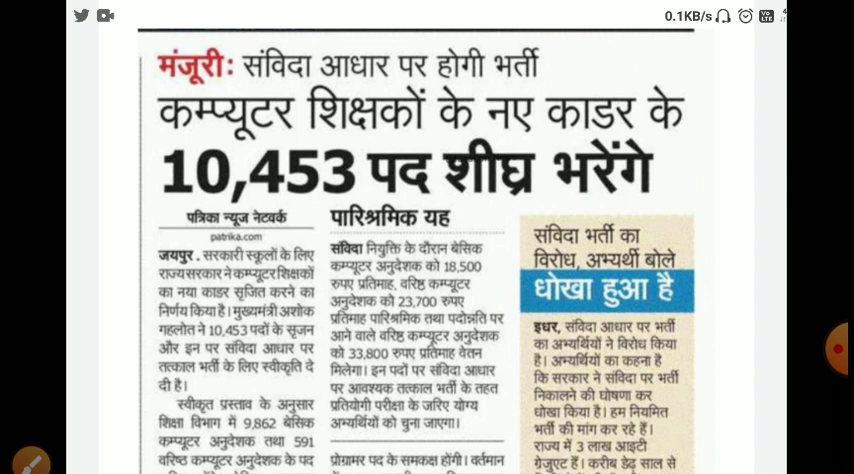 0.1KB/s
Vo
LTE
4
मंजूरी: संविदा आधार पर होगी भर्ती
कम्प्यूटर शिक्षकों के नए काडर के
10,453 पद शीघ्र भरेंगे
पत्रिका न्यूज नेटवर्क
patrika.com
जयपुर . सरकारी स्कूलों के लिए
राज्य सरकार ने कम्प्यूटर शिक्षकों
का नया काडर सृजित करने का
निर्णय किया है। मुख्यमंत्री अशोक
गहलोत ने 10,453 पदों के सृजन
और इन पर संविदा आधार पर
तत्काल भर्ती के लिए स्वीकृति दे
दी है।
स्वीकृत प्रस्ताव के अनुसार
शिक्षा विभाग में 9,862 बेसिक
कम्प्यूटर अनुदेशक तथा 591
वरिष्ठ कम्प्यूटर अनुदेशक के पद
पारिश्रमिक यह
संविदा नियुक्ति के दौरान बेसिक
कम्प्यूटर अनुदेशक को 18,500
रुपए प्रतिमाह, वरिष्ठ कम्प्यूटर
अनुदेशक को 23,700 रुपए
प्रतिमाह पारिश्रमिक तथा पदोन्नति पर
आने वाले वरिष्ठ कम्प्यूटर अनुदेशक
को 33,800 रुपए प्रतिमाह वेतन
मिलेगा। इन पदों पर संविदा आधार
पर आवश्यक तत्काल भर्ती के तहत
प्रतियोगी परीक्षा के जरिए योग्य
अभ्यर्थियों को चुना जाएगा।
प्रोग्रामर पद के समकक्ष होंगी। वर्तमान
संविदा भर्ती का
विरोध, अभ्यर्थी बोले
धोखा हुआ है
इधर, संविदा आधार पर भर्ती
का अभ्यर्थियों ने विरोध किया
है। अभ्यर्थियों का कहना है
कि सरकार ने संविदा पर भर्ती
निकालने की घोषणा कर
धोखा किया है। हम नियमित
भर्ती की मांग कर रहे हैं।
राज्य में 3 लाख आइटी
ग्रेजुएट हैं। करीब डेढ़ साल से